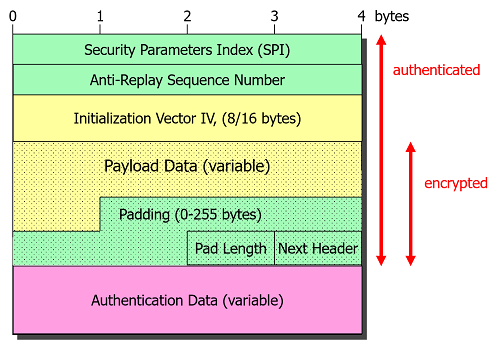 0 1 2 3 4 bytes
Security Parameters Index (SPI)
Anti-Replay Sequence Number
authenticated
Initialization Vector IV, (8/16 bytes)
Payload Data (variable)
encrypted
Padding (0-255 bytes)
Pad Length Next Header
Authentication Data (variable)